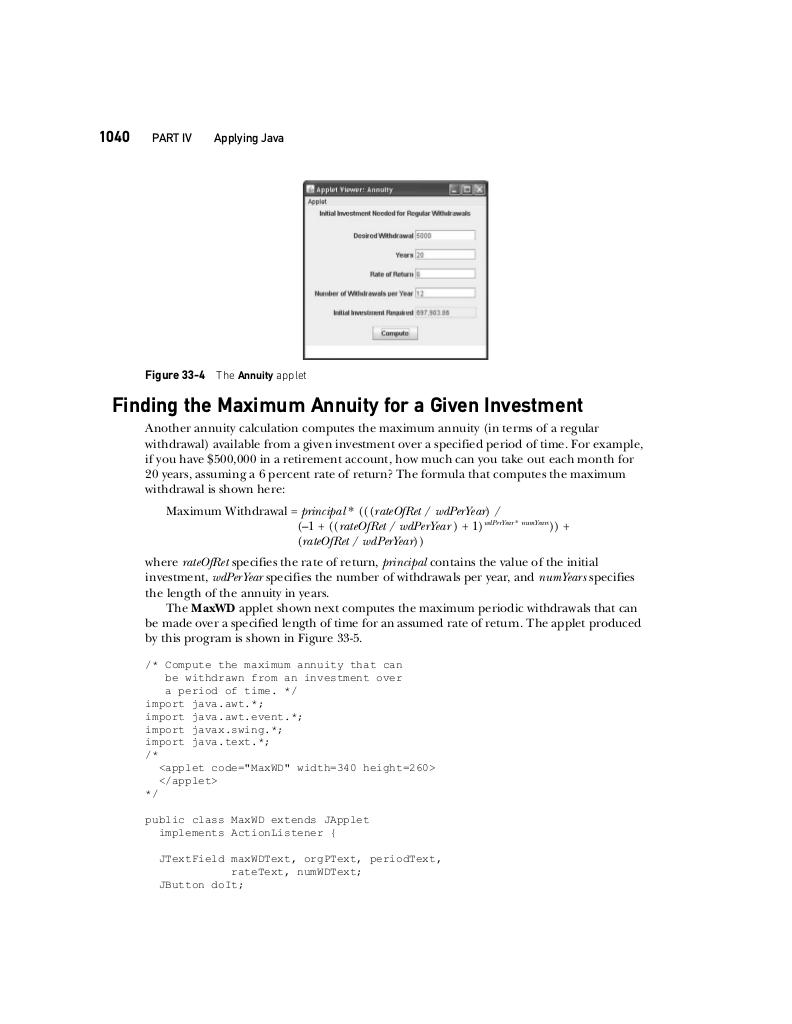 1040 PART IV Applying Java
Applet Viewer: Annuity
Applet
Initial Investment Needed for Regular Withdrawals
Desired Withdrawal 5000
Years 20
Rate of Return
Number of Withdrawals per Year 12
Initial Investment Required
Compute
Figure 33-4 The Annuity applet
Finding the Maximum Annuity for a Given Investment
Another annuity calculation computes the maximum annuity (in terms of a regular
withdrawal) available from a given investment over a specified period of time. For example,
if you have $500,000 in a retirement account, how much can you take out each month for
20 years, assuming a 6 percent rate of return? The formula that computes the maximum
withdrawal is shown here:
Maximum Withdrawal = principal * (((rateOfRet / wdPerYear) /
(–1 + ((rateOfRet / wdPerYear ) + 1) wdPerYear * numYears)) +
(rateOfRet / wdPerYear))
where rateOfRet specifies the rate of return, principal contains the value of the initial
investment, wdPerYear specifies the number of withdrawals per year, and numYears specifies
the length of the annuity in years.
The MaxWD applet shown next computes the maximum periodic withdrawals that can
be made over a specified length of time for an assumed rate of return. The applet produced
by this program is shown in Figure 33-5.
/* Compute the maximum annuity that can
be withdrawn from an investment over
a period of time. */
import java.awt.*;
import java.awt.event.*;
import javax.swing.*;
import java.text.*;
/*
<applet code="MaxWD" width=340 height=260>
</applet>
*/
public class MaxWD extends JApplet
implements ActionListener {
JTextField maxWDText, orgPText, periodText,
rateText, numWDText;
JButton doIt;